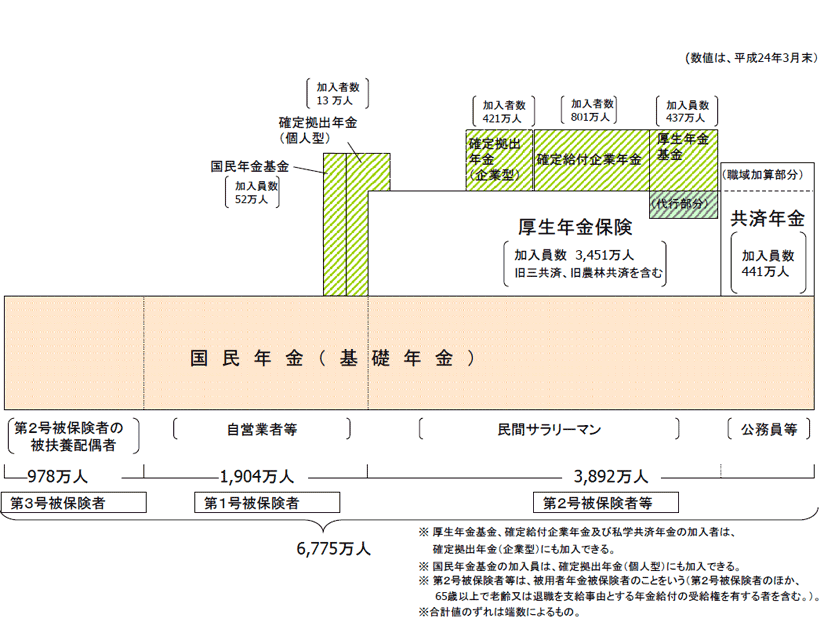 (数値は、平成24年3月末)
加入者数
13万人
確定拠出年金
(個人型)
国民年金基金
加入員数
52万人
加入者数
421万人
加入者数
801万人
加入員数
437万人
確定拠出
年金
(企業型)
確定給付企業年金
厚生年金
基金
(代行部分)
(職域加算部分)
厚生年金保険
加入員数 3,451万人
旧三共済、旧農林共済を含む
共済年金
加入員数
441万人
国民年金(基礎年金)
第2号被保険者の
被扶養配偶者
自営業者等
民間サラリーマン
公務員等
978万人
1,904万人
3,892万人
第3号被保険者
第1号被保険者
第2号被保険者等
6,775万人
※ 厚生年金基金、確定給付企業年金及び私学共済年金の加入者は、
確定拠出年金(企業型)にも加入できる。
※ 国民年金基金の加入員は、確定拠出年金(個人型)にも加入できる。
※ 第2号被保険者等は、被用者年金被保険者のことをいう(第2号被保険者のほか、
65歳以上で老齢又は退職を支給事由とする年金給付の受給権を有する者を含む。)。
※合計値のずれは端数によるもの。